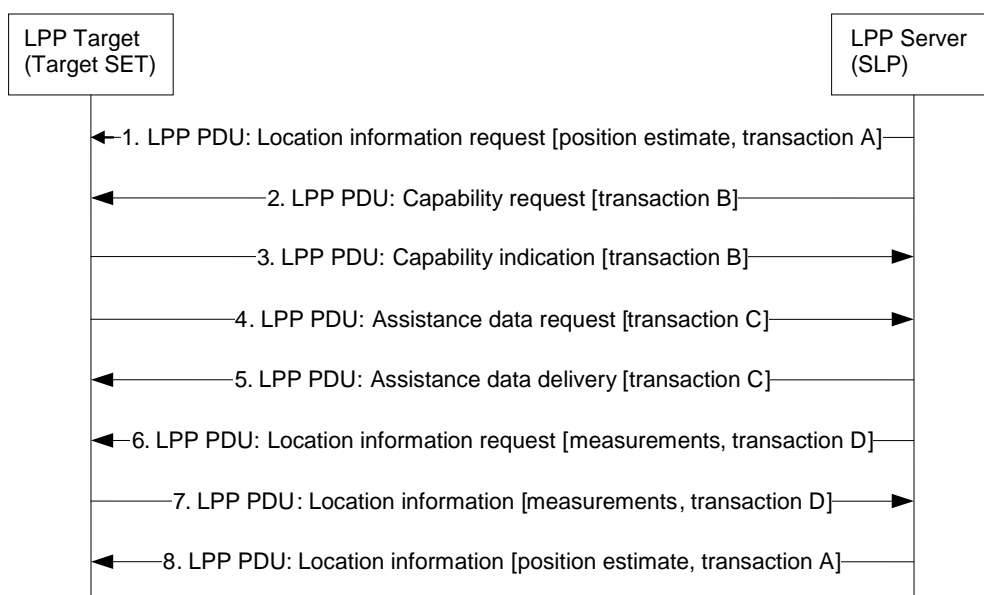 LPP Target
(Target SET)
LPP Server
(SLP)
1. LPP PDU: Location information request [position estimate, transaction A]
2. LPP PDU: Capability request [transaction B]
3. LPP PDU: Capability indication [transaction B]
4. LPP PDU: Assistance data request [transaction C]
5. LPP PDU: Assistance data delivery [transaction C]
6. LPP PDU: Location information request [measurements, transaction D]
7. LPP PDU: Location information [measurements, transaction D]
8. LPP PDU: Location information [position estimate, transaction A]